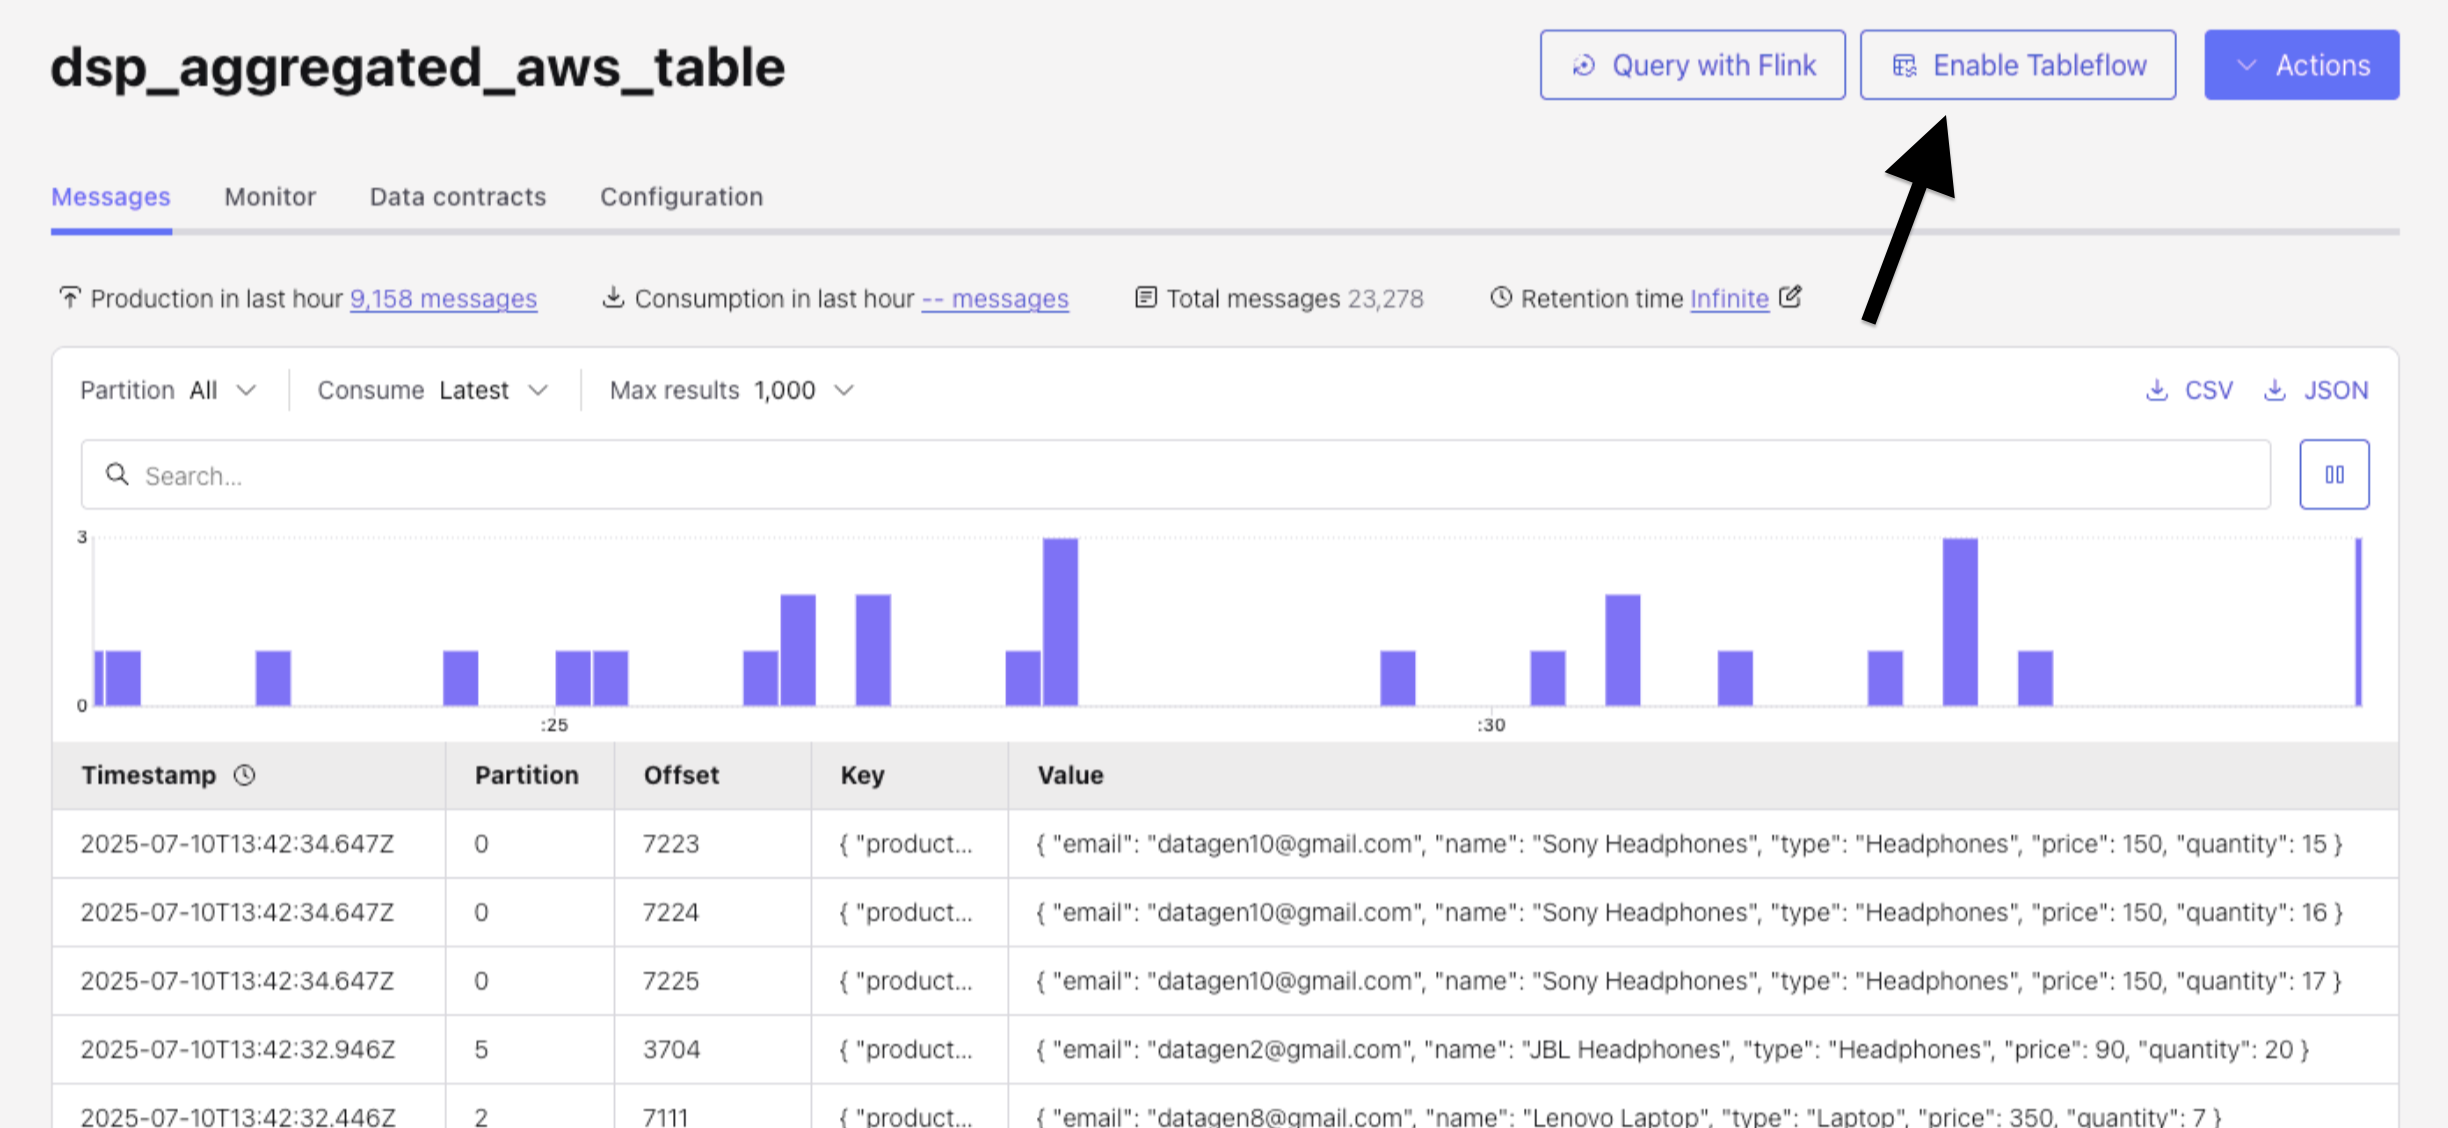 dsp_aggregated_aws_table
Query with Flink
Enable Tableflow
Actions
Messages Monitor Data contracts Configuration
Production in last hour 9,158 messages Consumption in last hour -- messages Total messages 23,278 Retention time Infinite
Partition All Consume Latest Max results 1,000 CSV JSON
Search...
3
0
:25 :30
Timestamp Partition Offset Key Value
2025-07-10T13:42:34.647Z 0 7223 { "product... { "email": "datagen10@gmail.com", "name": "Sony Headphones", "type": "Headphones", "price": 150, "quantity": 15 }
2025-07-10T13:42:34.647Z 0 7224 { "product... { "email": "datagen10@gmail.com", "name": "Sony Headphones", "type": "Headphones", "price": 150, "quantity": 16 }
2025-07-10T13:42:34.647Z 0 7225 { "product... { "email": "datagen10@gmail.com", "name": "Sony Headphones", "type": "Headphones", "price": 150, "quantity": 17 }
2025-07-10T13:42:32.946Z 5 3704 { "product... { "email": "datagen2@gmail.com", "name": "JBL Headphones", "type": "Headphones", "price": 90, "quantity": 20 }
2025-07-10T13:42:32.446Z 2 7111 { "product... { "email": "datagen8@gmail.com", "name": "Lenovo Laptop", "type": "Laptop", "price": 350, "quantity": 7 }